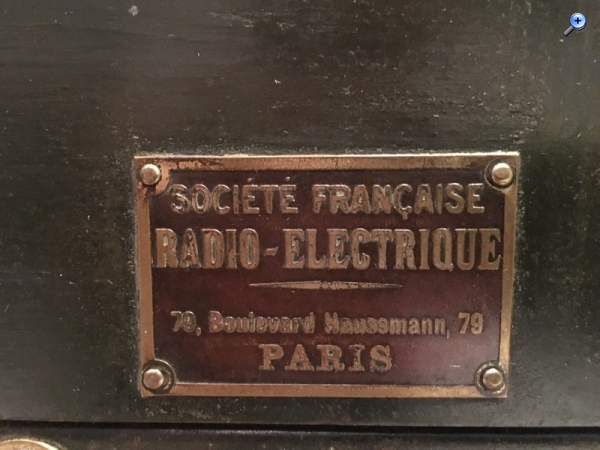 SOCIÉTÉ FRANÇAISE
RADIO-ELECTRIQUE
79, Boulevard Haussmann, 79
PARIS